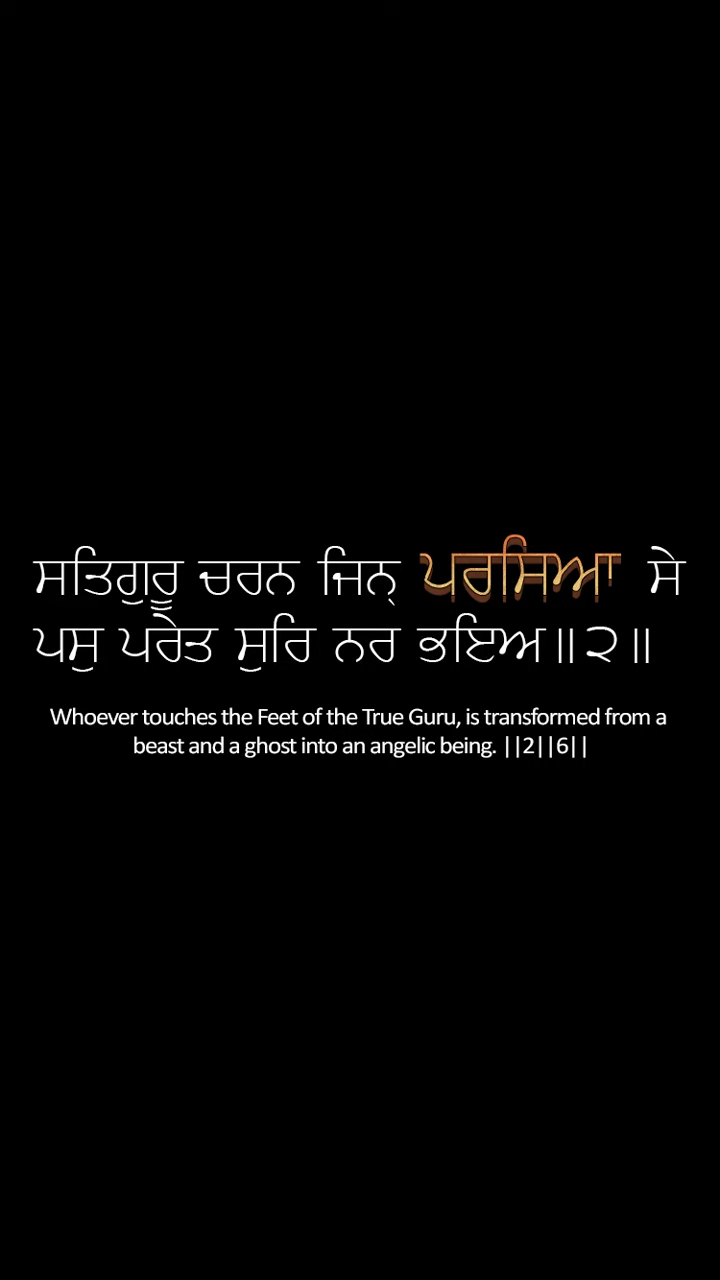 ਸਤਿਗੁਰੂ ਚਰਨ ਜਿਨ੍ ਪਰਸਿਆ ਸੇ
ਪਸੁ ਪਰੇਤ ਸੁਰਿ ਨਰ ਭਇਅ॥੨॥
Whoever touches the Feet of the True Guru, is transformed from a
beast and a ghost into an angelic being. ||2||6||